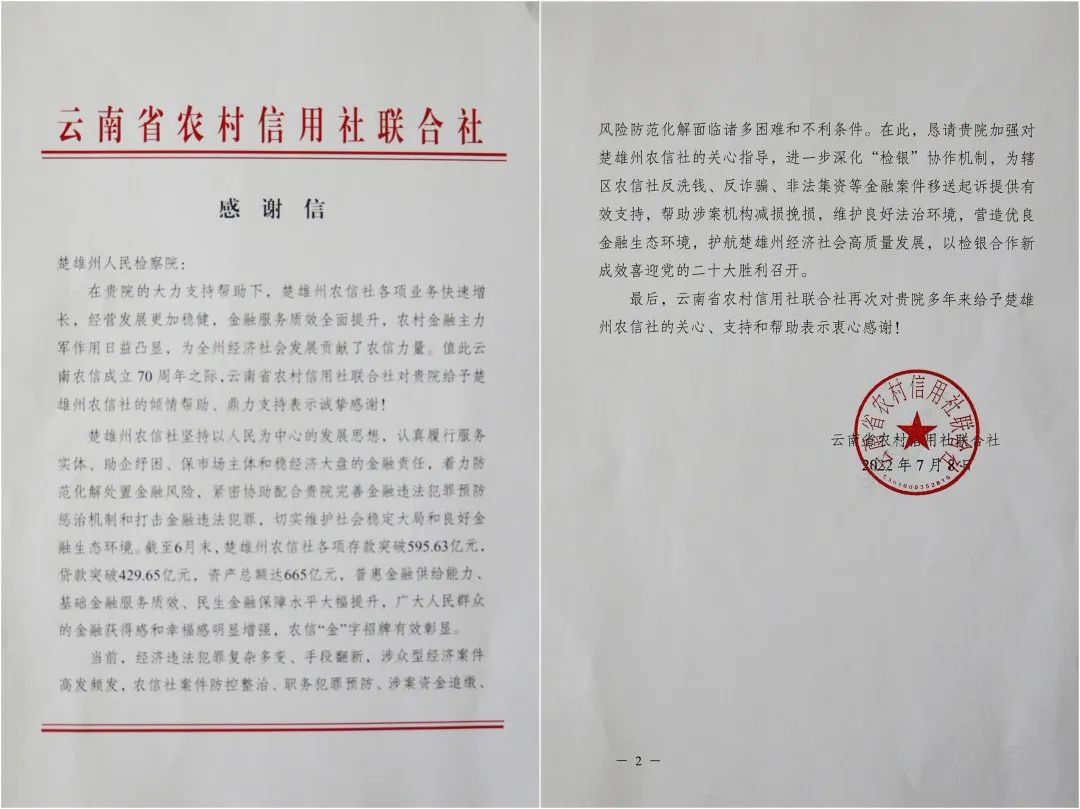 云南省农村信用社联合社
感谢信
楚雄州人民检察院：
在贵院的大力支持帮助下，楚雄州农信社各项业务快速增
长，经营发展更加稳健，金融服务质效全面提升，农村金融主力
军作用日益凸显，为全州经济社会发展贡献了农信力量。值此云
南农信成立70周年之际，云南省农村信用社联合社对贵院给予楚
雄州农信社的倾情帮助、鼎力支持表示诚挚感谢！
楚雄州农信社坚持以人民为中心的发展思想，认真履行服务
实体、助企纾困、保市场主体和稳经济大盘的金融责任，着力防
范化解处置金融风险，紧密协助配合贵院完善金融违法犯罪预防
惩治机制和打击金融违法犯罪，切实维护社会稳定大局和良好金
融生态环境。截至6月末，楚雄州农信社各项存款突破595.63亿元，
贷款突破429.65亿元，资产总额达665亿元，普惠金融供给能力、
基础金融服务质效、民生金融保障水平大幅提升，广大人民群众
的金融获得感和幸福感明显增强，农信“金”字招牌有效彰显。
当前，经济违法犯罪复杂多变、手段翻新，涉众型经济案件
高发频发，农信社案件防控整治、职务犯罪预防、涉案资金追缴、
风险防范化解面临诸多困难和不利条件。在此，恳请贵院加强对
楚雄州农信社的关心指导，进一步深化“检银”协作机制，为辖
区农信社反洗钱、反诈骗、非法集资等金融案件移送起诉提供有
效支持，帮助涉案机构减损挽损，维护良好法治环境，营造优良
金融生态环境，护航楚雄州经济社会高质量发展，以检银合作新
成效喜迎党的二十大胜利召开。
最后，云南省农村信用社联合社再次对贵院多年来给予楚雄
州农信社的关心、支持和帮助表示衷心感谢！
云南省农村信用社联合社
云南省农村信用社联合社
2022年7月8日
5301000352815
— 2 —